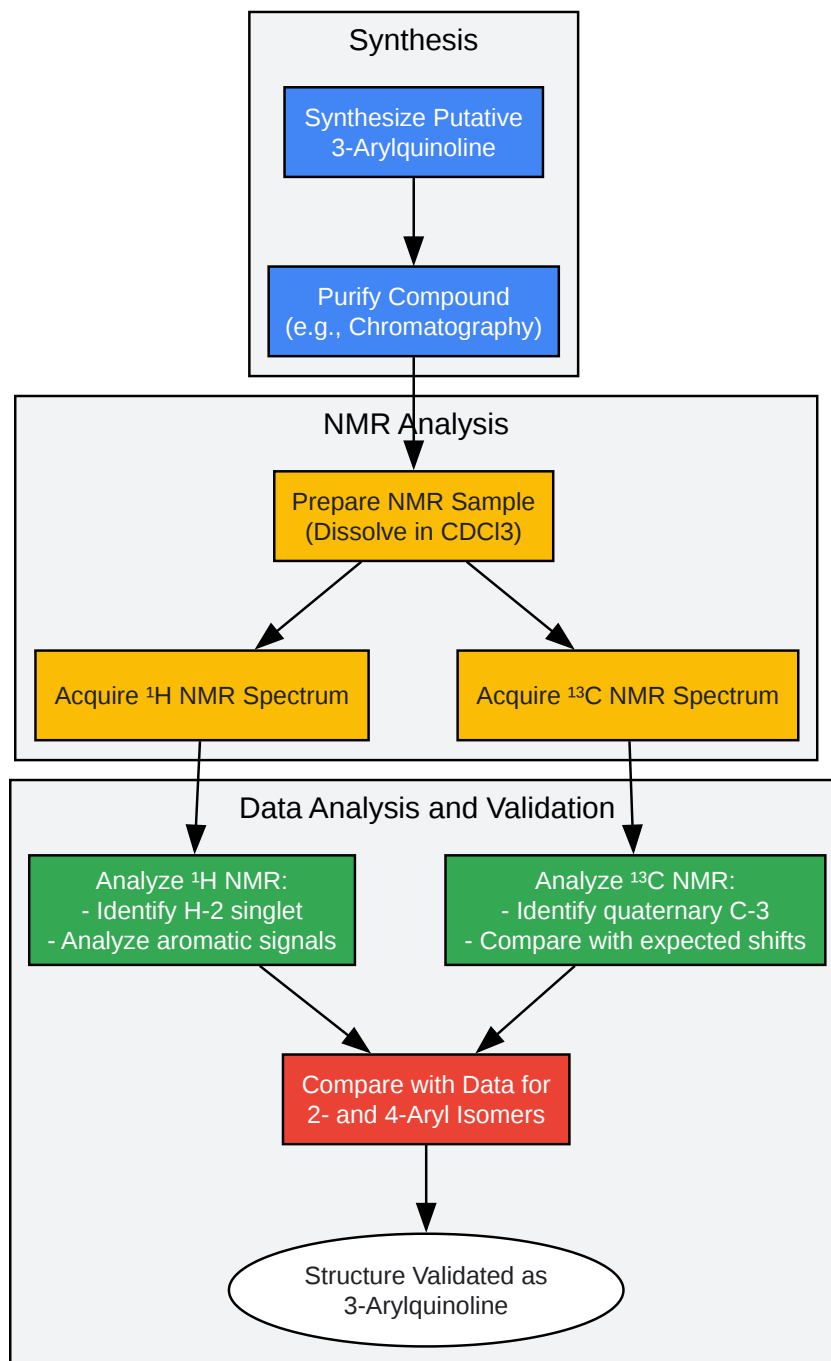 Synthesis
Synthesize Putative
3-Arylquinoline
Purify Compound
(e.g., Chromatography)
NMR Analysis
Prepare NMR Sample
(Dissolve in CDCl3)
Acquire ¹H NMR Spectrum
Acquire ¹³C NMR Spectrum
Data Analysis and Validation
Analyze ¹H NMR:
- Identify H-2 singlet
- Analyze aromatic signals
Analyze ¹³C NMR:
- Identify quaternary C-3
- Compare with expected shifts
Compare with Data for
2- and 4-Aryl Isomers
Structure Validated as
3-Arylquinoline